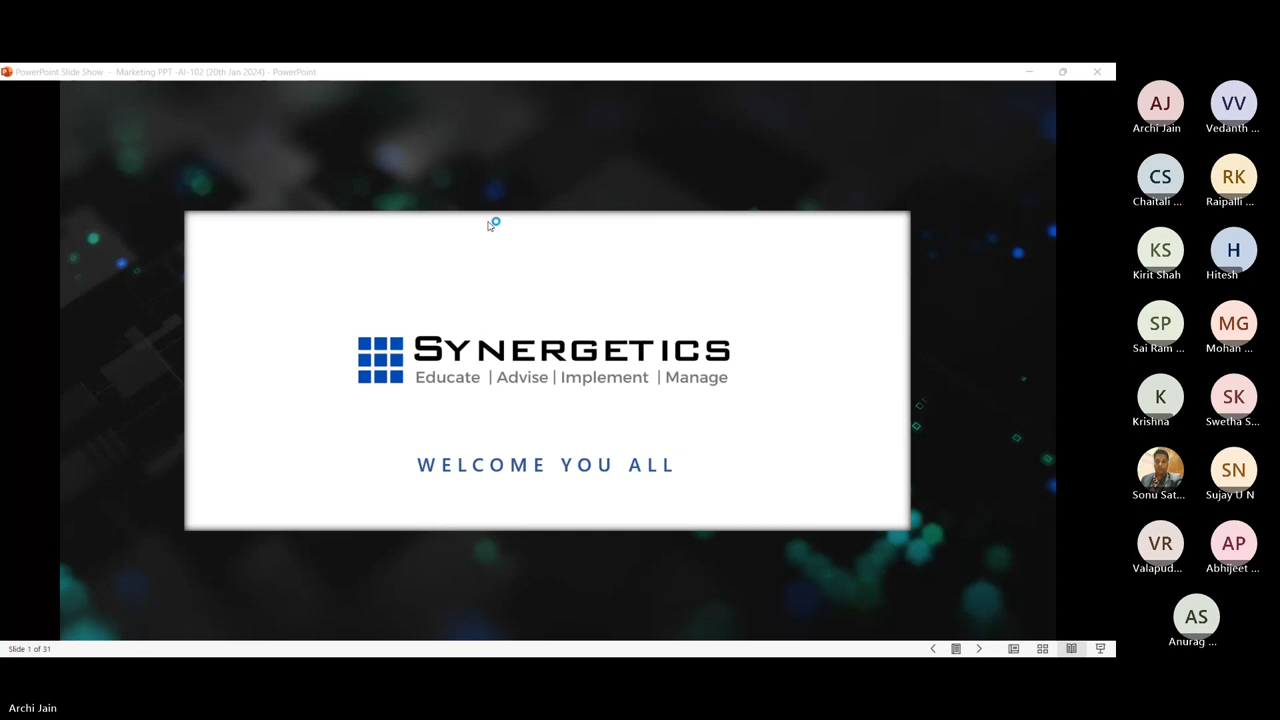 PowerPoint Slide Show - Marketing PPT -AI-102 (20th Jan 2024) - PowerPoint
SYNERGETICS
Educate | Advise | Implement | Manage
WELCOME YOU ALL
Slide 1 of 31
AJ
Archi Jain
VV
Vedanth ...
CS
Chaitali ...
RK
Raipalli ...
KS
Kirit Shah
H
Hitesh
SP
Sai Ram ...
MG
Mohan ...
K
Krishna
SK
Swetha S...
Sonu Sat...
SN
Sujay U N
VR
Valapud...
AP
Abhijeet ...
AS
Anurag ...
Archi Jain